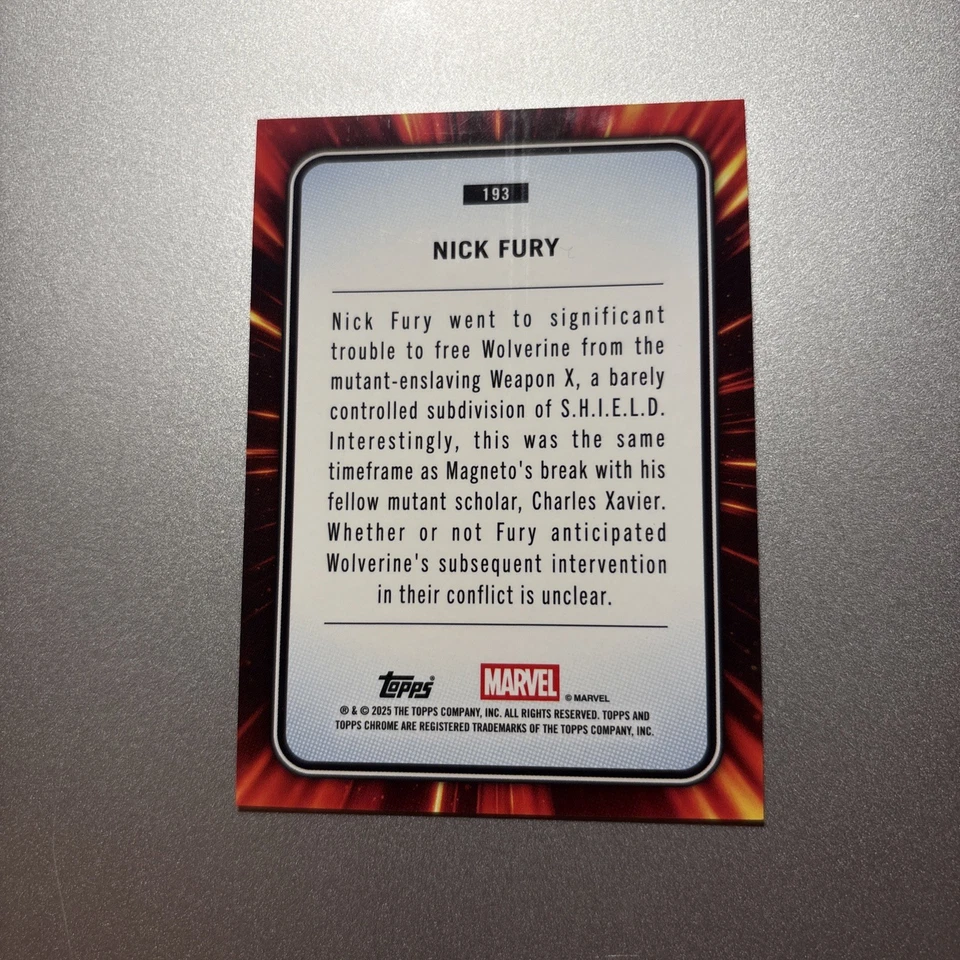 193
NICK FURY
Nick Fury went to significant
trouble to free Wolverine from the
mutant-enslaving Weapon X, a barely
controlled subdivision of S.H.I.E.L.D.
Interestingly, this was the same
timeframe as Magneto's break with his
fellow mutant scholar, Charles Xavier.
Whether or not Fury anticipated
Wolverine's subsequent intervention
in their conflict is unclear.
topps®
MARVEL © MARVEL
® & © 2025 THE TOPPS COMPANY, INC. ALL RIGHTS RESERVED. TOPPS AND
TOPPS CHROME ARE REGISTERED TRADEMARKS OF THE TOPPS COMPANY, INC.